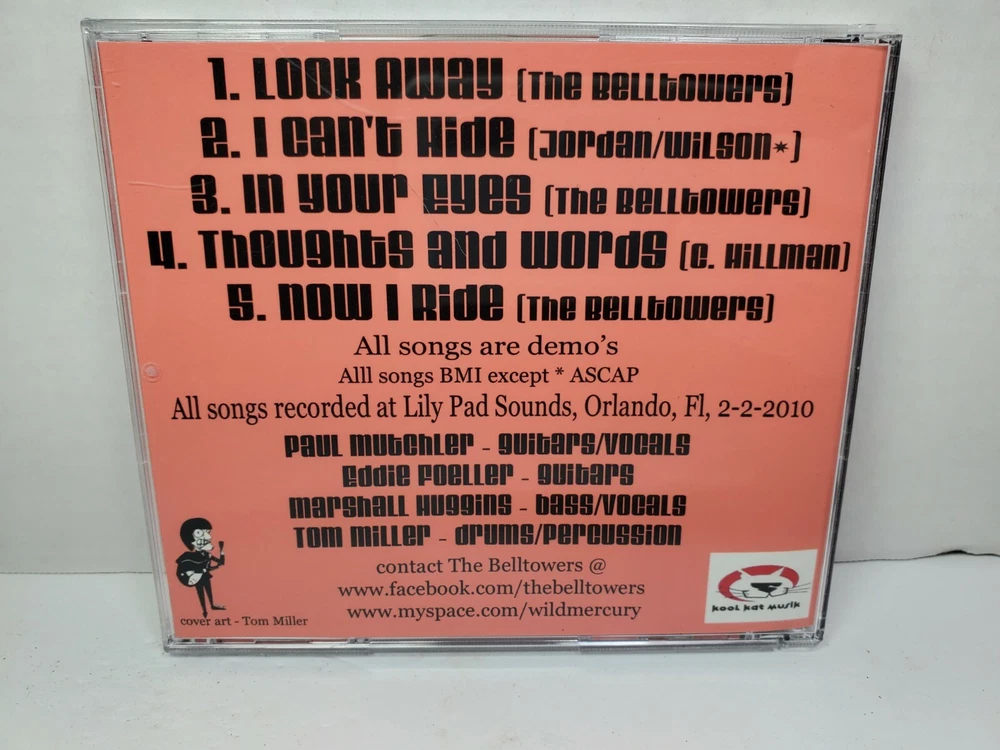 1. Look Away (The Belltowers)
2. I Can't Hide (Jordan/Wilson*)
3. In Your Eyes (The Belltowers)
4. Thoughts and Words (C. Hillman)
5. Now I Ride (The Belltowers)
All songs are demo's
Alll songs BMI except * ASCAP
All songs recorded at Lily Pad Sounds, Orlando, Fl, 2-2-2010
Paul Mutchler - guitars/vocals
Eddie Foeller - guitars
Marshall Huggins - bass/vocals
Tom Miller - drums/percussion
contact The Belltowers @
www.facebook.com/thebelltowers
www.myspace.com/wildmercury
cover art - Tom Miller
Kool Kat Musik